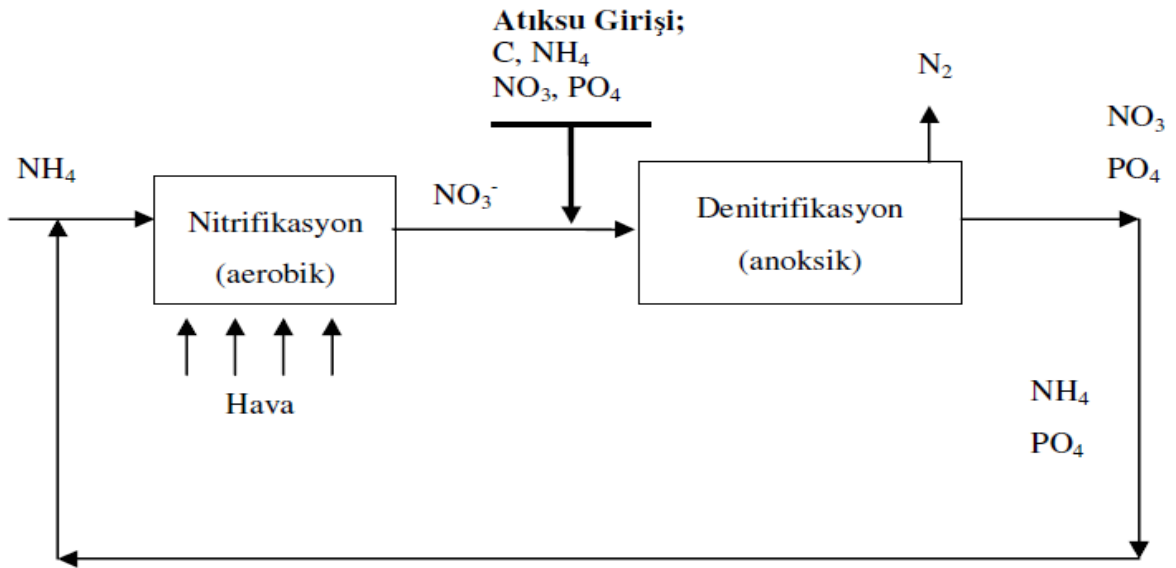 Atıksu Girişi;
C, NH₄
NO₃, PO₄
N₂
NO₃
PO₄
NH₄
Nitrifikasyon
(aerobik)
NO₃⁻
Denitrifikasyon
(anoksik)
Hava
NH₄
PO₄